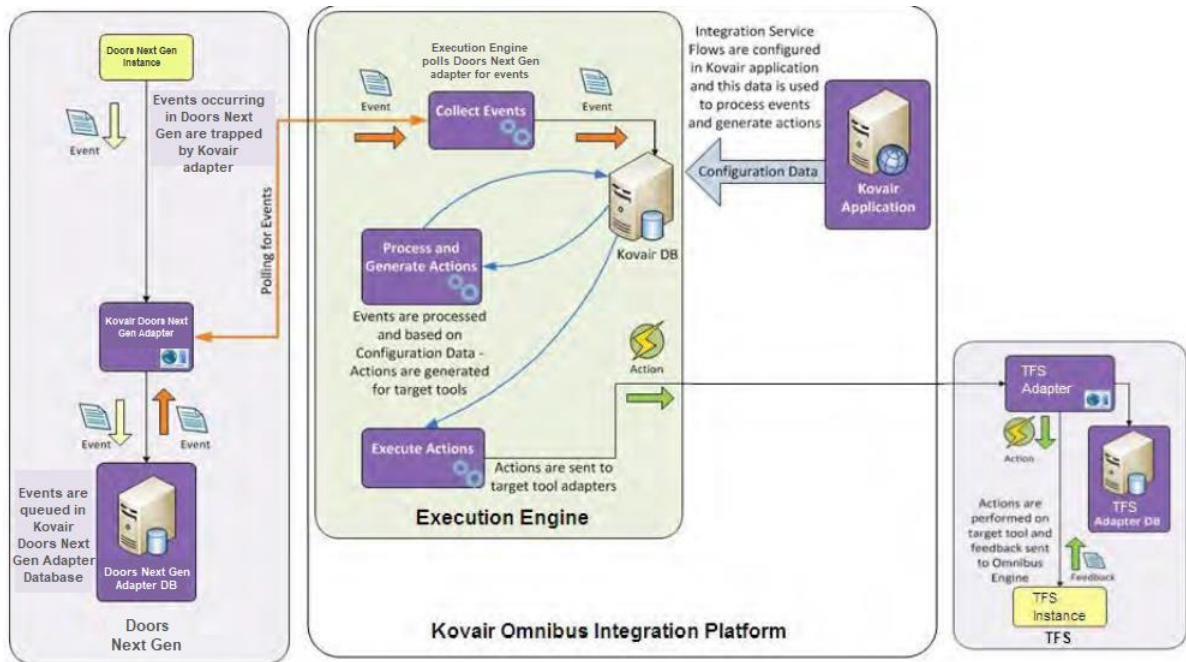 Doors Next Gen
Instance
Event
Events occurring
in Doors Next
Gen are trapped
by Kovair
adapter
Polling for Events
Kovair Doors Next
Gen Adapter
Event
Event
Events are
queued in
Kovair
Doors Next
Gen Adapter
Database
Doors Next Gen
Adapter DB
Doors
Next Gen
Execution Engine
polls Doors Next Gen
adapter for events
Event
Collect Events
Event
Kovair DB
Process and
Generate Actions
Events are processed
and based on
Configuration Data -
Actions are generated
for target tools
Action
Execute Actions
Actions are sent to
target tool adapters
Execution Engine
Integration Service
Flows are configured
in Kovair application
and this data is used
to process events
and generate actions
Configuration Data
Kovair
Application
Kovair Omnibus Integration Platform
TFS
Adapter
Action
TFS
Adapter DB
Actions are
performed on
target tool and
feedback sent
to Omnibus
Engine
Feedback
TFS
Instance
TFS